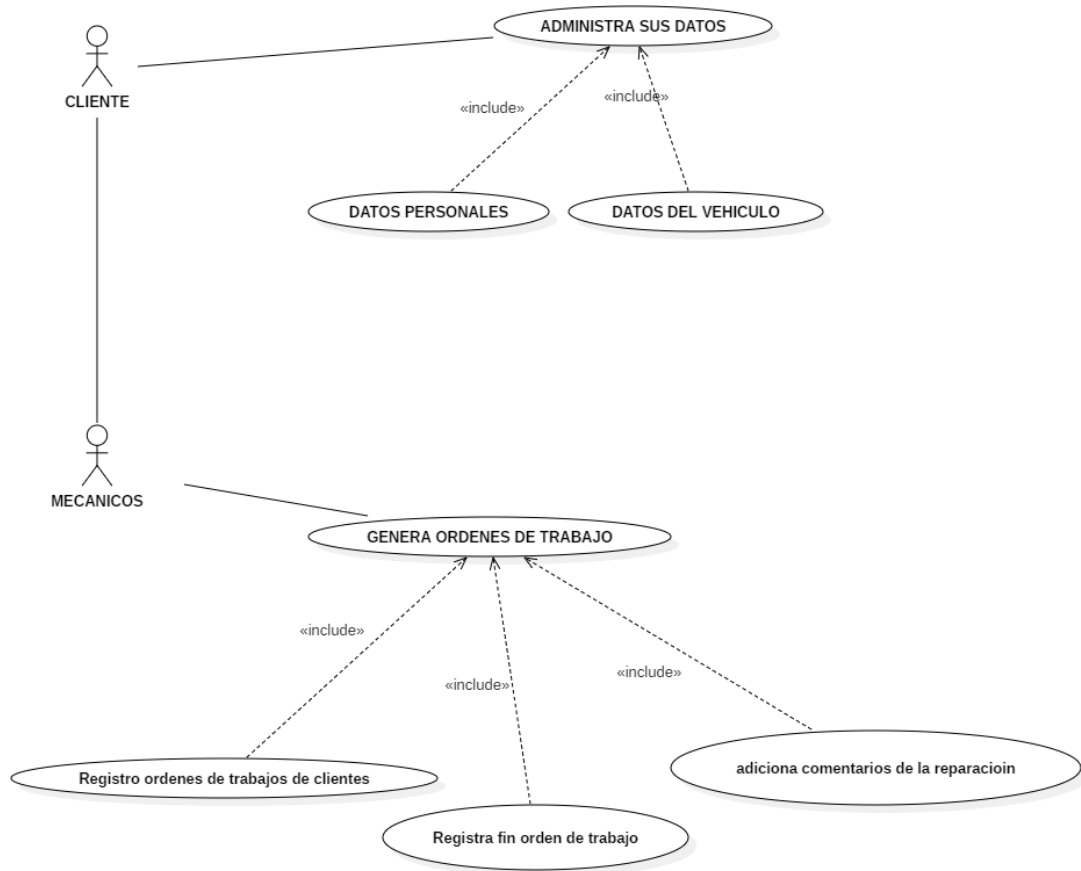 ADMINISTRA SUS DATOS
CLIENTE
«include»
«include»
DATOS PERSONALES
DATOS DEL VEHICULO
MECANICOS
GENERA ORDENES DE TRABAJO
«include»
«include»
«include»
Registro ordenes de trabajos de clientes
adiciona comentarios de la reparacioin
Registra fin orden de trabajo